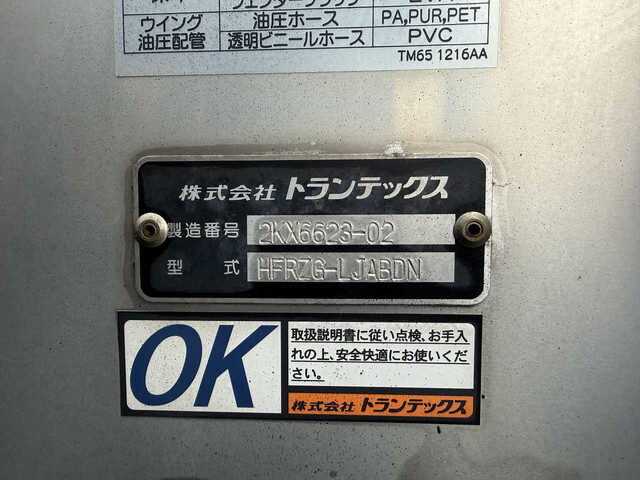 ウイング 油圧ホース PA,PUR,PET
油圧配管 透明ビニールホース PVC
TM65 1216AA
株式会社 トランテックス
製造番号 2KX6623-02
型式 HFRZG-LJABDN
OK
取扱説明書に従い点検、お手入
れの上、安全快適にお使いくだ
さい。
株式会社 トランテックス